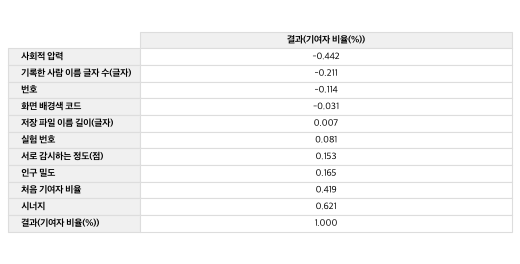 결과(기여자 비율(%))
사회적 압력 -0.442
기록한 사람 이름 글자 수(글자) -0.211
번호 -0.114
화면 배경색 코드 -0.031
저장 파일 이름 길이(글자) 0.007
실험 번호 0.081
서로 감시하는 정도(점) 0.153
인구 밀도 0.165
처음 기여자 비율 0.419
시너지 0.621
결과(기여자 비율(%)) 1.000